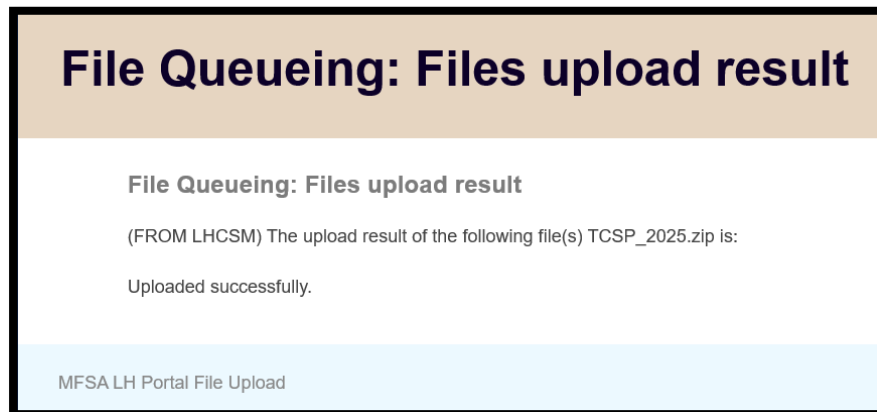 File Queueing: Files upload result
File Queueing: Files upload result
(FROM LHCSM) The upload result of the following file(s) TCSP_2025.zip is:
Uploaded successfully.
MFSA LH Portal File Upload